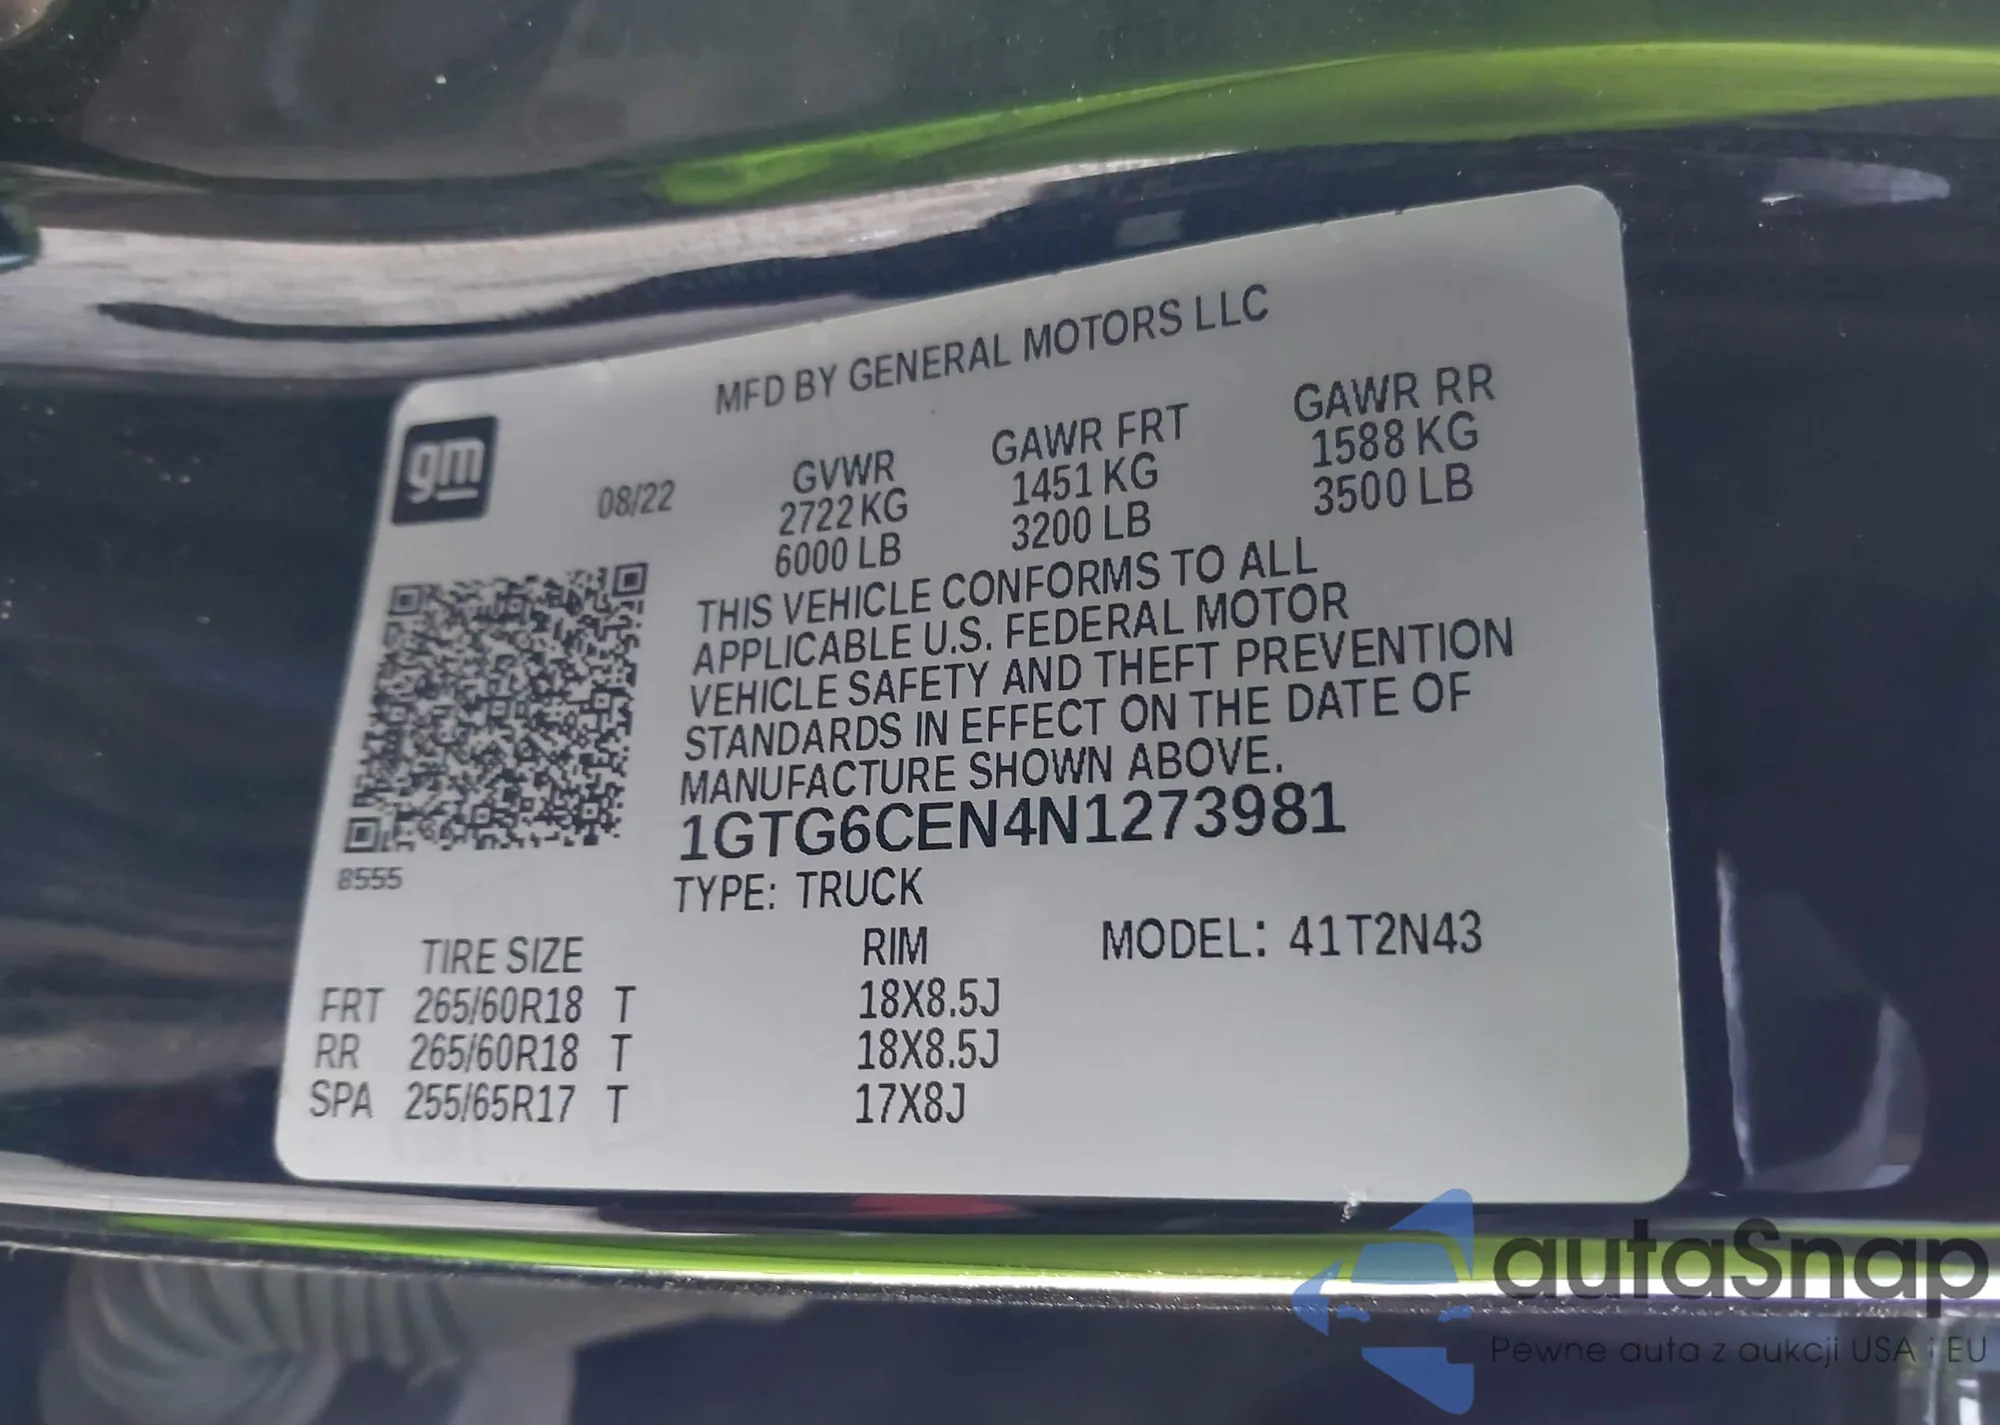 MFD BY GENERAL MOTORS LLC
gm
08/22
GVWR
2722 KG
6000 LB
GAWR FRT
1451 KG
3200 LB
GAWR RR
1588 KG
3500 LB
THIS VEHICLE CONFORMS TO ALL
APPLICABLE U.S. FEDERAL MOTOR
VEHICLE SAFETY AND THEFT PREVENTION
STANDARDS IN EFFECT ON THE DATE OF
MANUFACTURE SHOWN ABOVE.
1GTG6CEN4N1273981
8555
TYPE: TRUCK
TIRE SIZE RIM MODEL: 41T2N43
FRT 265/60R18 T 18X8.5J
RR 265/60R18 T 18X8.5J
SPA 255/65R17 T 17X8J
autaSnap
Pewne auta z aukcji USA i EU